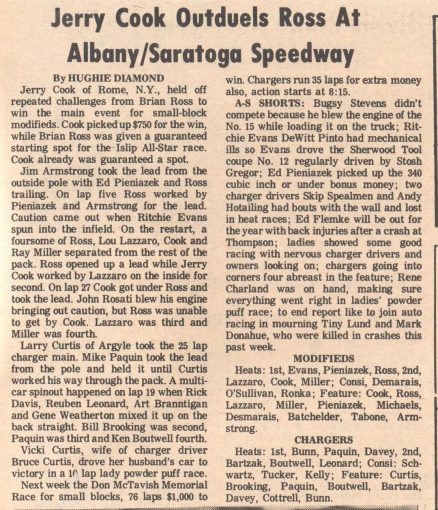 Jerry Cook Outduels Ross At
Albany/Saratoga Speedway
By HUGHIE DIAMOND
Jerry Cook of Rome, N.Y., held off
repeated challenges from Brian Ross to
win the main event for small-block
modifieds. Cook picked up $750 for the win,
while Brian Ross was given a guaranteed
starting spot for the Islip All-Star race.
Cook already was guaranteed a spot.
Jim Armstrong took the lead from the
outside pole with Ed Pieniazek and Ross
trailing. On lap five Ross worked by
Pieniazek and Armstrong for the lead.
Caution came out when Ritchie Evans
spun into the infield. On the restart, a
foursome of Ross, Lou Lazzaro, Cook and
Ray Miller separated from the rest of the
pack. Ross opened up a lead while Jerry
Cook worked by Lazzaro on the inside for
second. On lap 27 Cook got under Ross and
took the lead. John Rosati blew his engine
bringing out caution, but Ross was unable
to get by Cook. Lazzaro was third and
Miller was fourth.
Larry Curtis of Argyle took the 25 lap
charger main. Mike Paquin took the lead
from the pole and held it until Curtis
worked his way through the pack. A multi-
car spinout happened on lap 19 when Rick
Davis, Reuben Leonard, Art Branntigan
and Gene Weatherton mixed it up on the
back straight. Bill Brooking was second,
Paquin was third and Ken Boutwell fourth.
Vicki Curtis, wife of charger driver
Bruce Curtis, drove her husband's car to
victory in a 10 lap lady powder puff race.
Next week the Don McTavish Memorial
Race for small blocks, 76 laps $1,000 to
win. Chargers run 35 laps for extra money
also, action starts at 8:15.
A-S SHORTS: Bugsy Stevens didn't
compete because he blew the engine of the
No. 15 while loading it on the truck; Rit-
chie Evans DeWitt Pinto had mechanical
ills so Evans drove the Sherwood Tool
coupe No. 12 regularly driven by Stosh
Gregor; Ed Pieniazek picked up the 340
cubic inch or under bonus money; two
charger drivers Skip Spealmen and Andy
Itotailing had bouts with the wall and lost
in heat races; Ed Flemke will be out for
the year with back injuries after a crash at
Thompson; ladies showed some good
racing with nervous charger drivers and
owners looking on; chargers going into
corners four abreast in the feature; Rene
Charland was on hand, making sure
everything went right in ladies' powder
puff race; to end report like to join auto
racing in mourning Tiny Lund and Mark
Donahue, who were killed in crashes this
past week.
MODIFIEDS
Heats: 1st, Evans, Pieniazek, Ross, 2nd,
Lazzaro, Cook, Miller; Consi, Demarais,
O'Sullivan, Ronka; Feature: Cook, Ross,
Lazzaro, Miller, Pieniazek, Michaels,
Desmarais, Batchelder, Tabone, Arm-
strong.
CHARGERS
Heats: 1st, Bunn, Paquin, Davey, 2nd,
Bartzak, Boutwell, Leonard; Consi: Sch-
wartz, Tucker, Kelly; Feature: Curtis,
Brooking, Paquin, Boutwell, Bartzak,
Davey, Cottrell, Bunn.